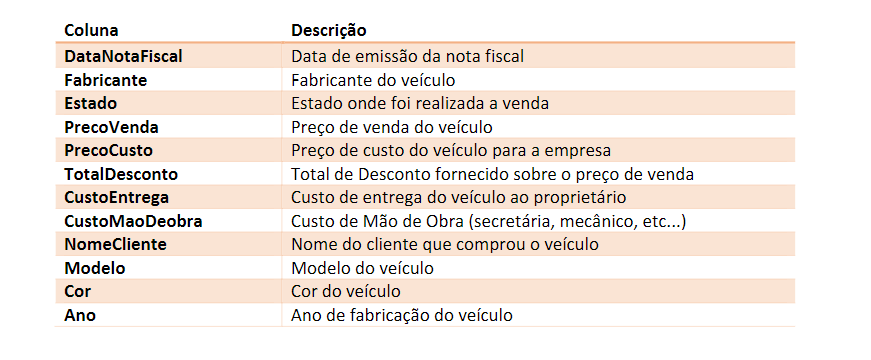 Coluna Descrição
DataNotaFiscal Data de emissão da nota fiscal
Fabricante Fabricante do veículo
Estado Estado onde foi realizada a venda
PrecoVenda Preço de venda do veículo
PrecoCusto Preço de custo do veículo para a empresa
TotalDesconto Total de Desconto fornecido sobre o preço de venda
CustoEntrega Custo de entrega do veículo ao proprietário
CustoMaoDeobra Custo de Mão de Obra (secretária, mecânico, etc...)
NomeCliente Nome do cliente que comprou o veículo
Modelo Modelo do veículo
Cor Cor do veículo
Ano Ano de fabricação do veículo